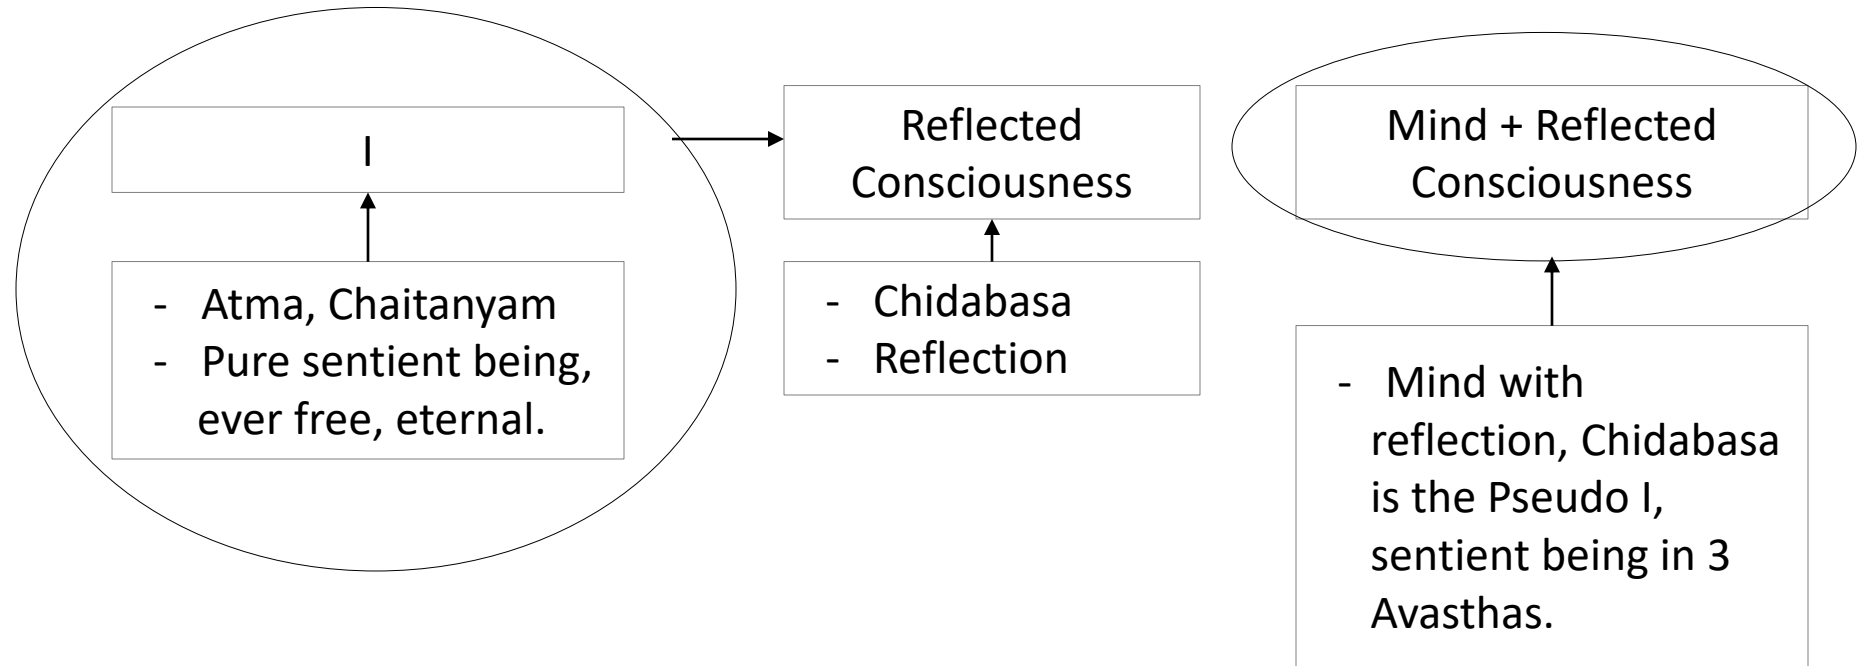 I
- Atma, Chaitanyam
- Pure sentient being,
ever free, eternal.
Reflected
Consciousness
- Chidabasa
- Reflection
Mind + Reflected
Consciousness
- Mind with
reflection, Chidabasa
is the Pseudo I,
sentient being in 3
Avasthas.